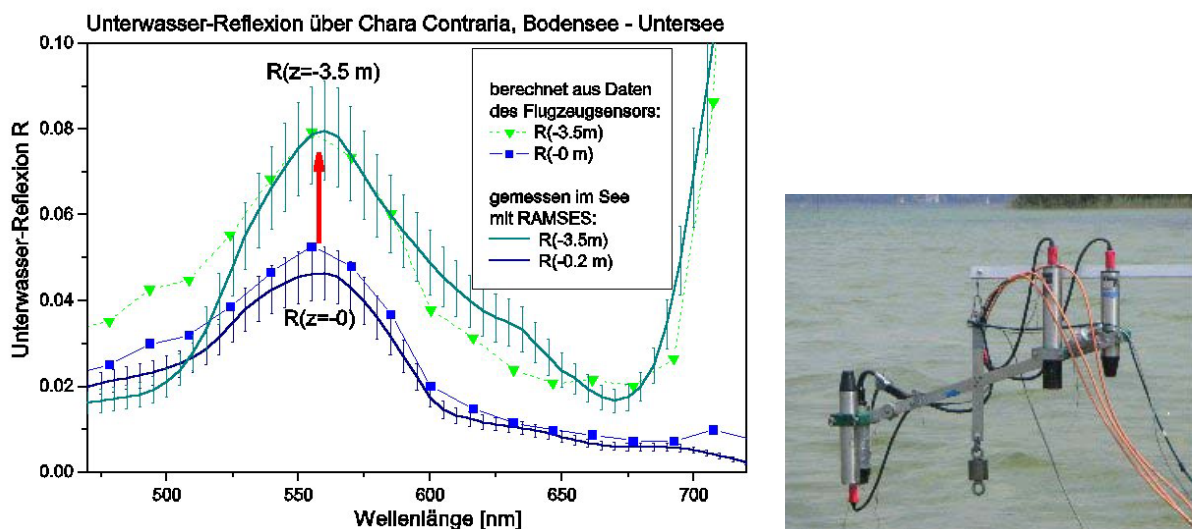 Unterwasser-Reflexion über Chara Contraria, Bodensee - Untersee
Unterwasser-Reflexion R
0.10
0.08
0.06
0.04
0.02
0.00
R(z=-3.5 m)
R(z=-0)
berechnet aus Daten
des Flugzeugsensors:
R(-3.5m)
R(-0 m)
gemessen im See
mit RAMSES:
R(-3.5m)
R(-0.2 m)
500 550 600 650 700
Wellenlänge [nm]